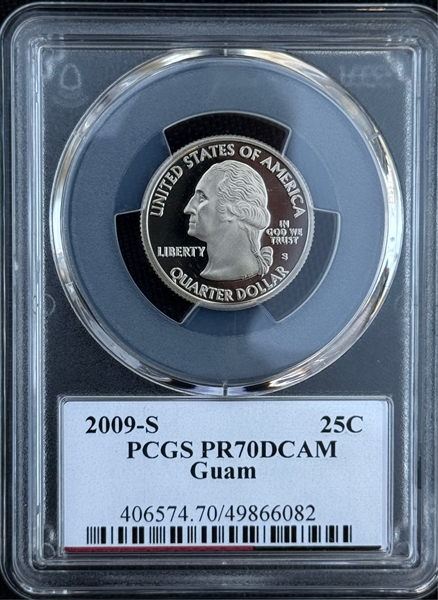 UNITED STATES OF AMERICA
LIBERTY
IN
GOD WE
TRUST
S
QUARTER DOLLAR
2009-S 25C
PCGS PR70DCAM
Guam
406574.70/49866082